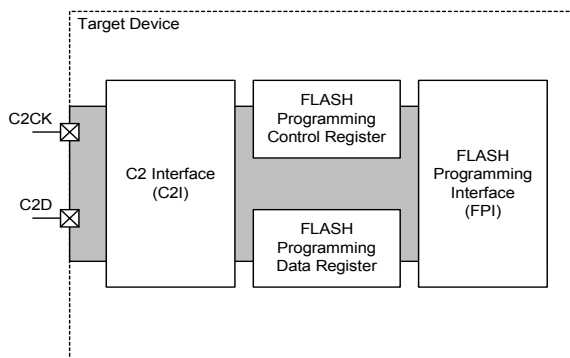 Target Device
C2CK
C2D
C2 Interface
(C2I)
FLASH
Programming
Control Register
FLASH
Programming
Data Register
FLASH
Programming
Interface
(FPI)